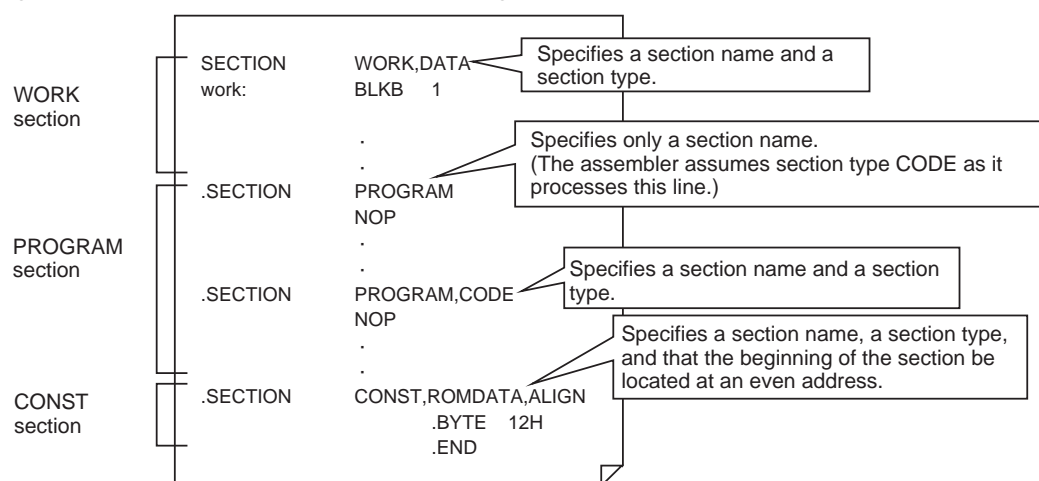 SECTION WORK,DATA
Specifies a section name and a
section type.
work: BLKB 1
WORK
section
.
.
Specifies only a section name.
(The assembler assumes section type CODE as it
processes this line.)
.SECTION PROGRAM
NOP
.
.
PROGRAM
section
Specifies a section name and a section
type.
.SECTION PROGRAM,CODE
NOP
.
.
Specifies a section name, a section type,
and that the beginning of the section be
located at an even address.
CONST
section
.SECTION CONST,ROMDATA,ALIGN
.BYTE 12H
.END